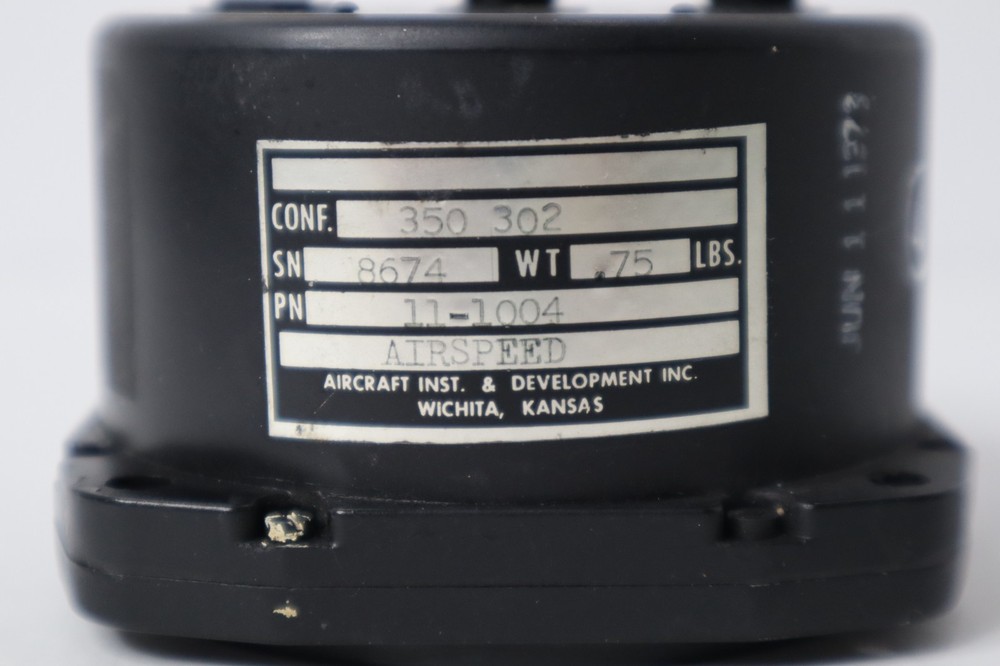 CONF. 350 302
SN 8674 WT .75 LBS.
PN 11-1004
AIRSPEED
AIRCRAFT INST. & DEVELOPMENT INC.
WICHITA, KANSAS
JUN 1 1 1973